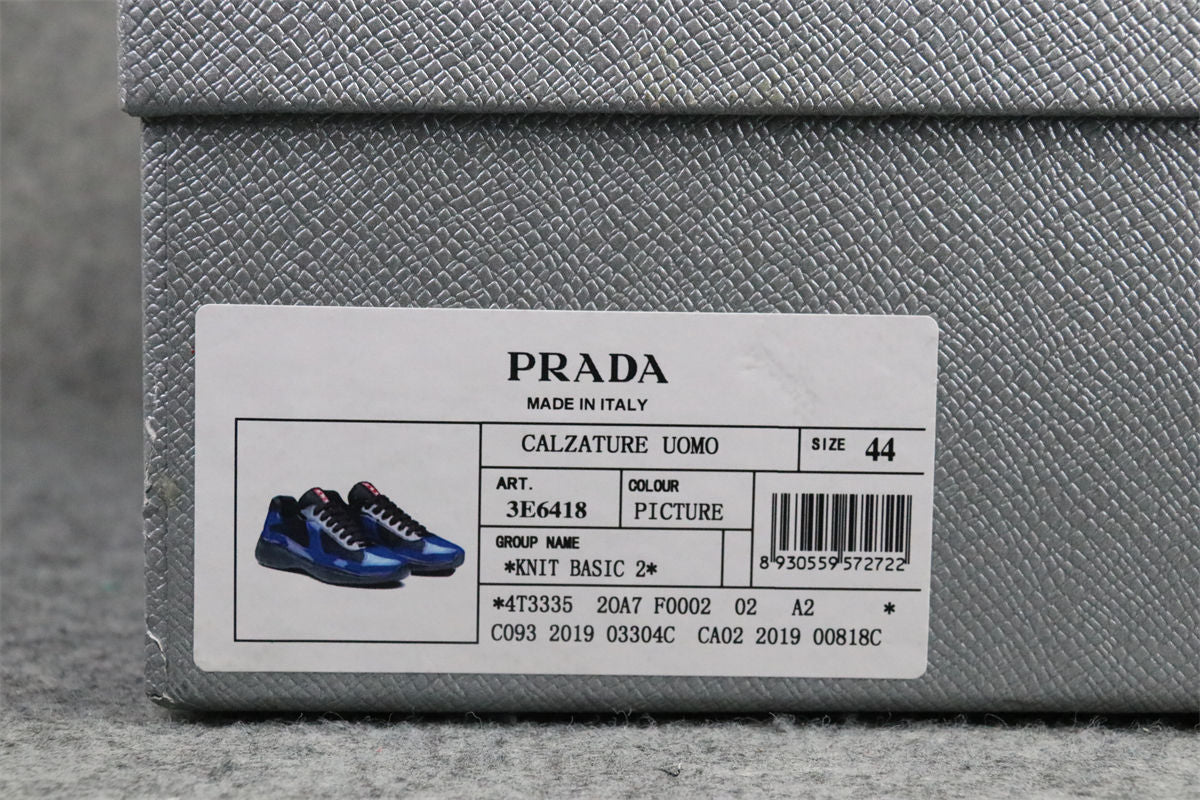 PRADA
MADE IN ITALY
CALZATURE UOMO
SIZE 44
ART.
3E6418
COLOUR
PICTURE
GROUP NAME
*KNIT BASIC 2*
8 930559 572722
*4T3335 20A7 F0002 02 A2 *
C093 2019 03304C CA02 2019 00818C